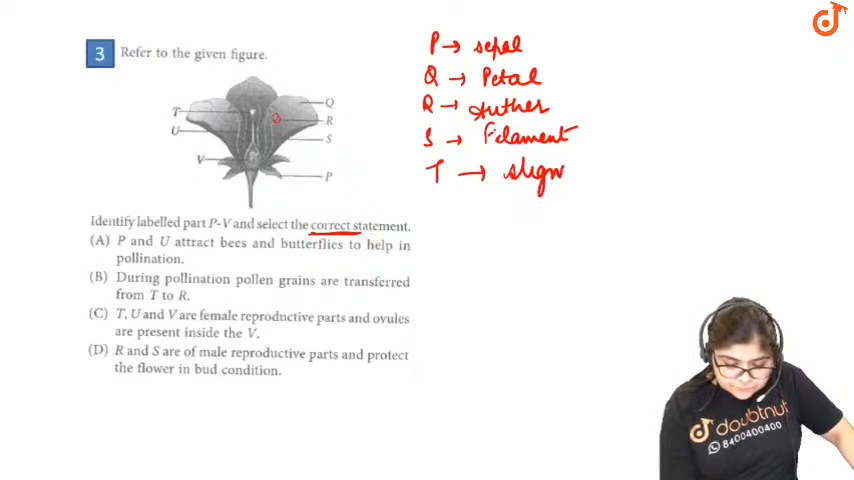 3 Refer to the given figure.
T
U
V
Q
R
S
P
Identify labelled part P-V and select the correct statement.
(A) P and U attract bees and butterflies to help in
pollination.
(B) During pollination pollen grains are transferred
from T to R.
(C) T, U and V are female reproductive parts and ovules
are present inside the V.
(D) R and S are of male reproductive parts and protect
the flower in bud condition.
P → sepal
Q → Petal
R → Anther
S → Filament
T → stigm
doubtnut
8400400400